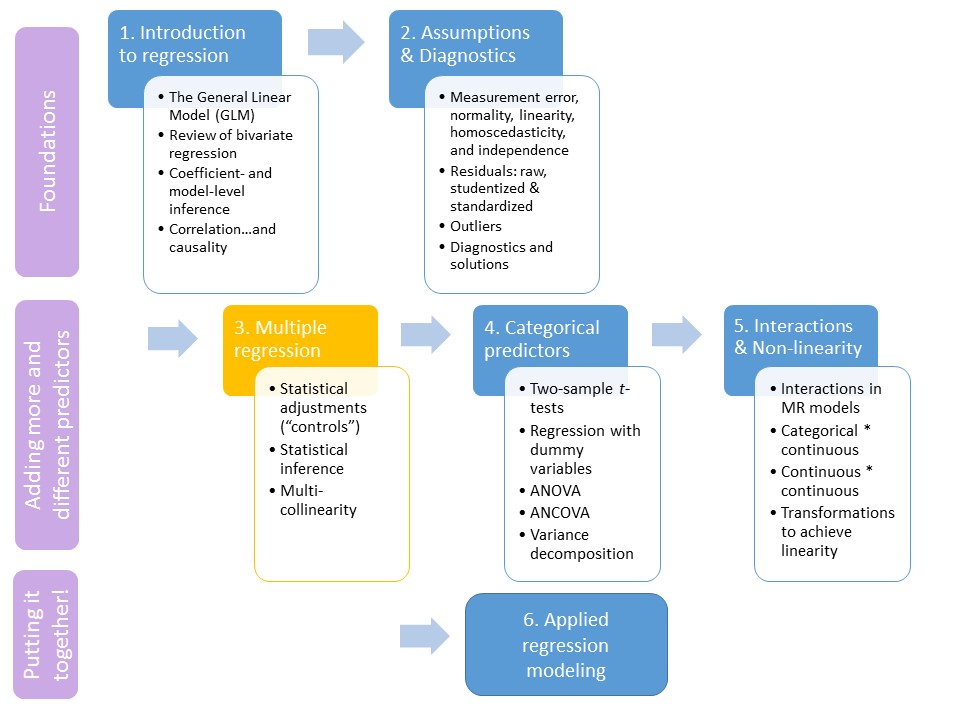 Foundations
1. Introduction
to regression
• The General Linear
Model (GLM)
• Review of bivariate
regression
• Coefficient- and
model-level
inference
• Correlation…and
causality
2. Assumptions
& Diagnostics
• Measurement error,
normality, linearity,
homoscedasticity,
and independence
• Residuals: raw,
studentized &
standardized
• Outliers
• Diagnostics and
solutions
Adding more and
different predictors
3. Multiple
regression
• Statistical
adjustments
(“controls”)
• Statistical
inference
• Multi-
collinearity
4. Categorical
predictors
• Two-sample t-
tests
• Regression with
dummy
variables
• ANOVA
• ANCOVA
• Variance
decomposition
5. Interactions
& Non-linearity
• Interactions in
MR models
• Categorical *
continuous
• Continuous *
continuous
• Transformations
to achieve
linearity
Putting it
together!
6. Applied
regression
modeling